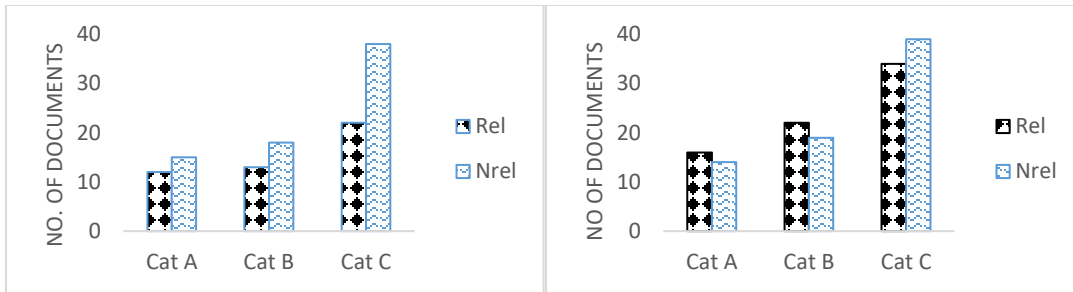 NO. OF DOCUMENTS
40
30
20
10
0
Cat A Cat B Cat C
Rel
Nrel
NO OF DOCUMENTS
40
30
20
10
0
Cat A Cat B Cat C
Rel
Nrel